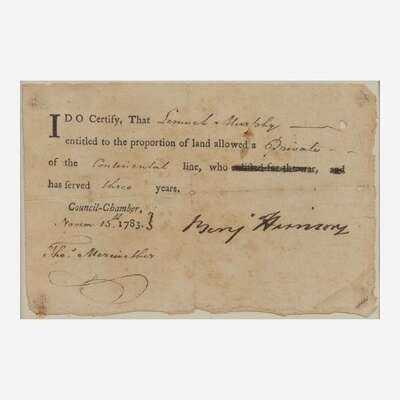 I DO Certify, That Lemuel Murphy
entitled to the proportion of land allowed a Private
of the Continental line, who enlisted for the war, and
has served three years.
Council-Chamber,
Novem 15th 1783.}
Benj Harrison
Thos. Meriwether